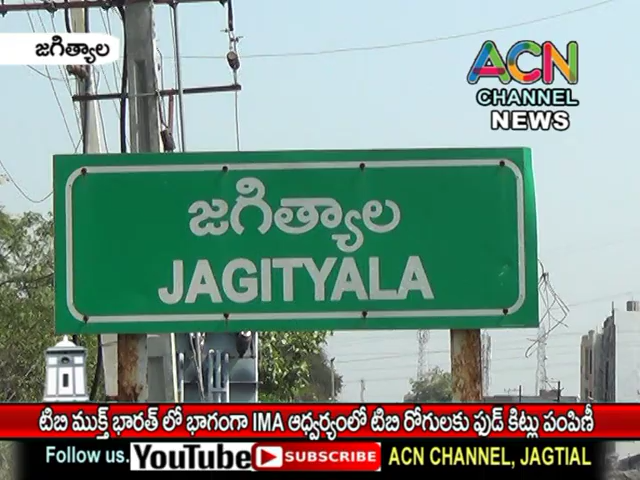 జగిత్యాల
ACN
CHANNEL
NEWS
జగిత్యాల
JAGITYALA
టిబి ముక్త్ భారత్ లో భాగంగా IMA ఆధ్వర్యంలో టిబి రోగులకు ఫుడ్ కిట్లు పంపిణీ
Follow us. YouTube SUBSCRIBE ACN CHANNEL, JAGTIAL